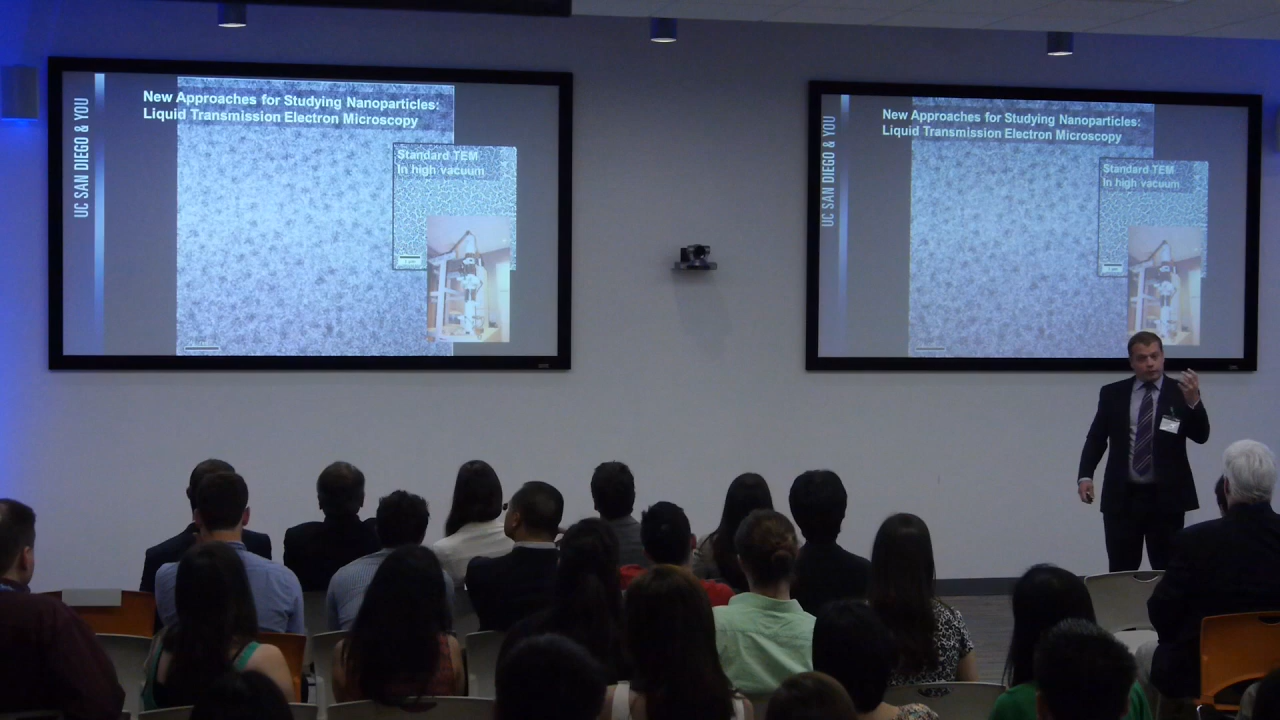 UC SAN DIEGO & YOU
New Approaches for Studying Nanoparticles:
Liquid Transmission Electron Microscopy
Standard TEM
In high vacuum
UC SAN DIEGO & YOU
New Approaches for Studying Nanoparticles:
Liquid Transmission Electron Microscopy
Standard TEM
In high vacuum